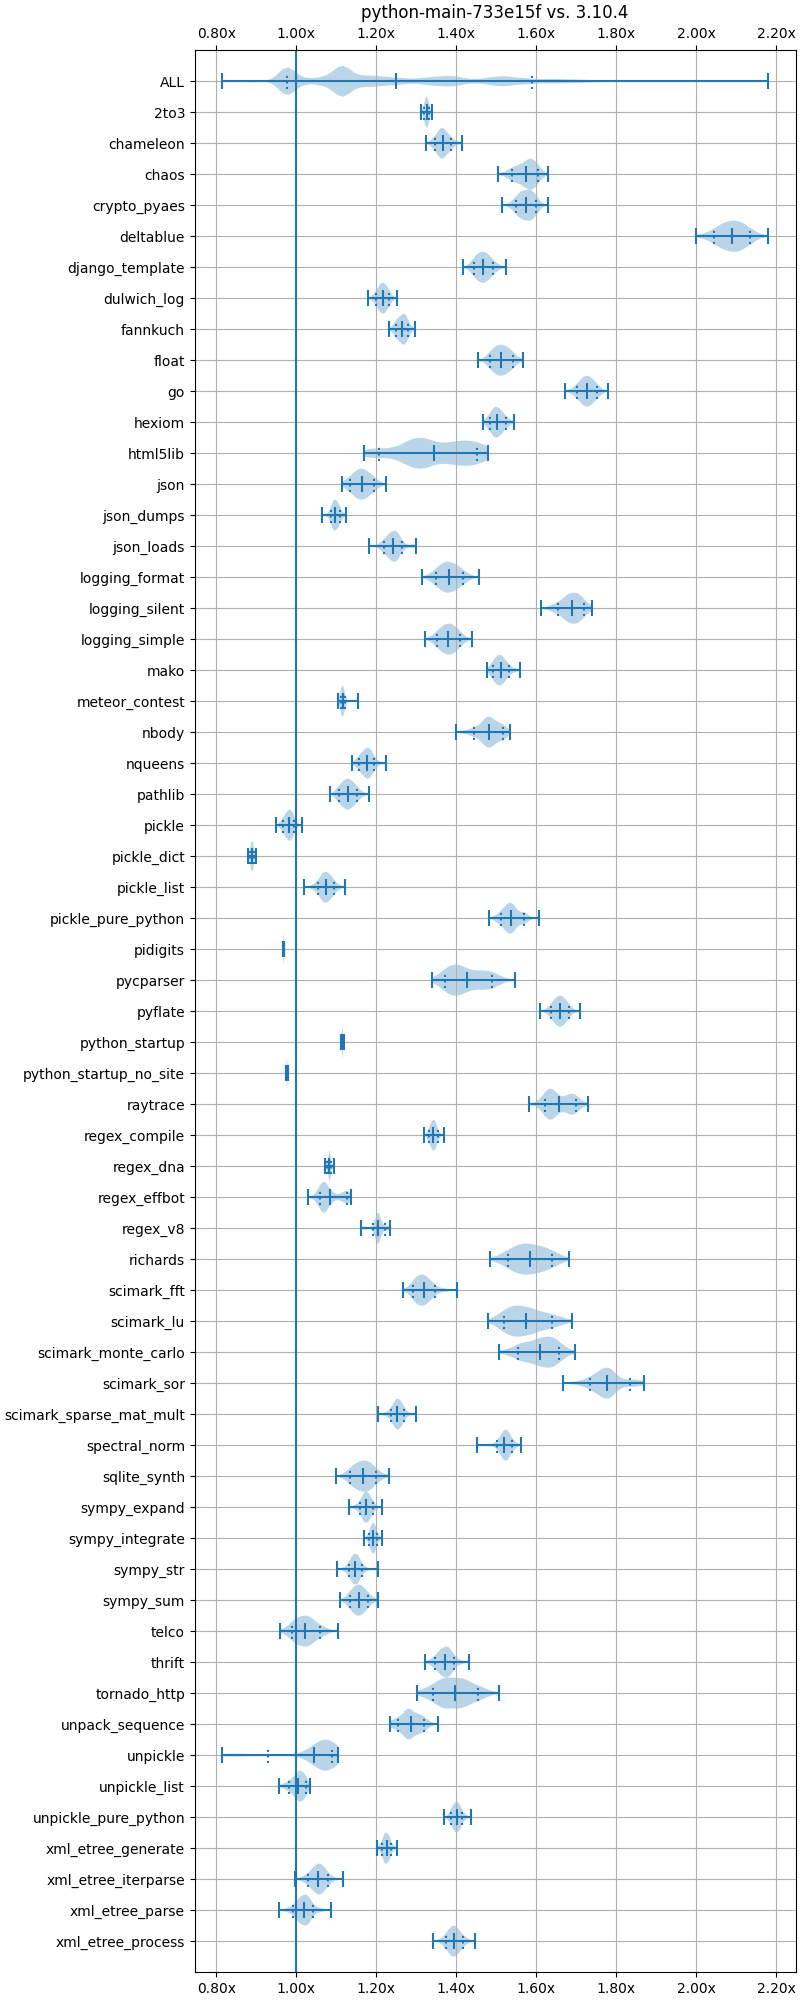 python-main-733e15f vs. 3.10.4
0.80x 1.00x 1.20x 1.40x 1.60x 1.80x 2.00x 2.20x
ALL
2to3
chameleon
chaos
crypto_pyaes
deltablue
django_template
dulwich_log
fannkuch
float
go
hexiom
html5lib
json
json_dumps
json_loads
logging_format
logging_silent
logging_simple
mako
meteor_contest
nbody
nqueens
pathlib
pickle
pickle_dict
pickle_list
pickle_pure_python
pidigits
pycparser
pyflate
python_startup
python_startup_no_site
raytrace
regex_compile
regex_dna
regex_effbot
regex_v8
richards
scimark_fft
scimark_lu
scimark_monte_carlo
scimark_sor
scimark_sparse_mat_mult
spectral_norm
sqlite_synth
sympy_expand
sympy_integrate
sympy_str
sympy_sum
telco
thrift
tornado_http
unpack_sequence
unpickle
unpickle_list
unpickle_pure_python
xml_etree_generate
xml_etree_iterparse
xml_etree_parse
xml_etree_process
0.80x 1.00x 1.20x 1.40x 1.60x 1.80x 2.00x 2.20x